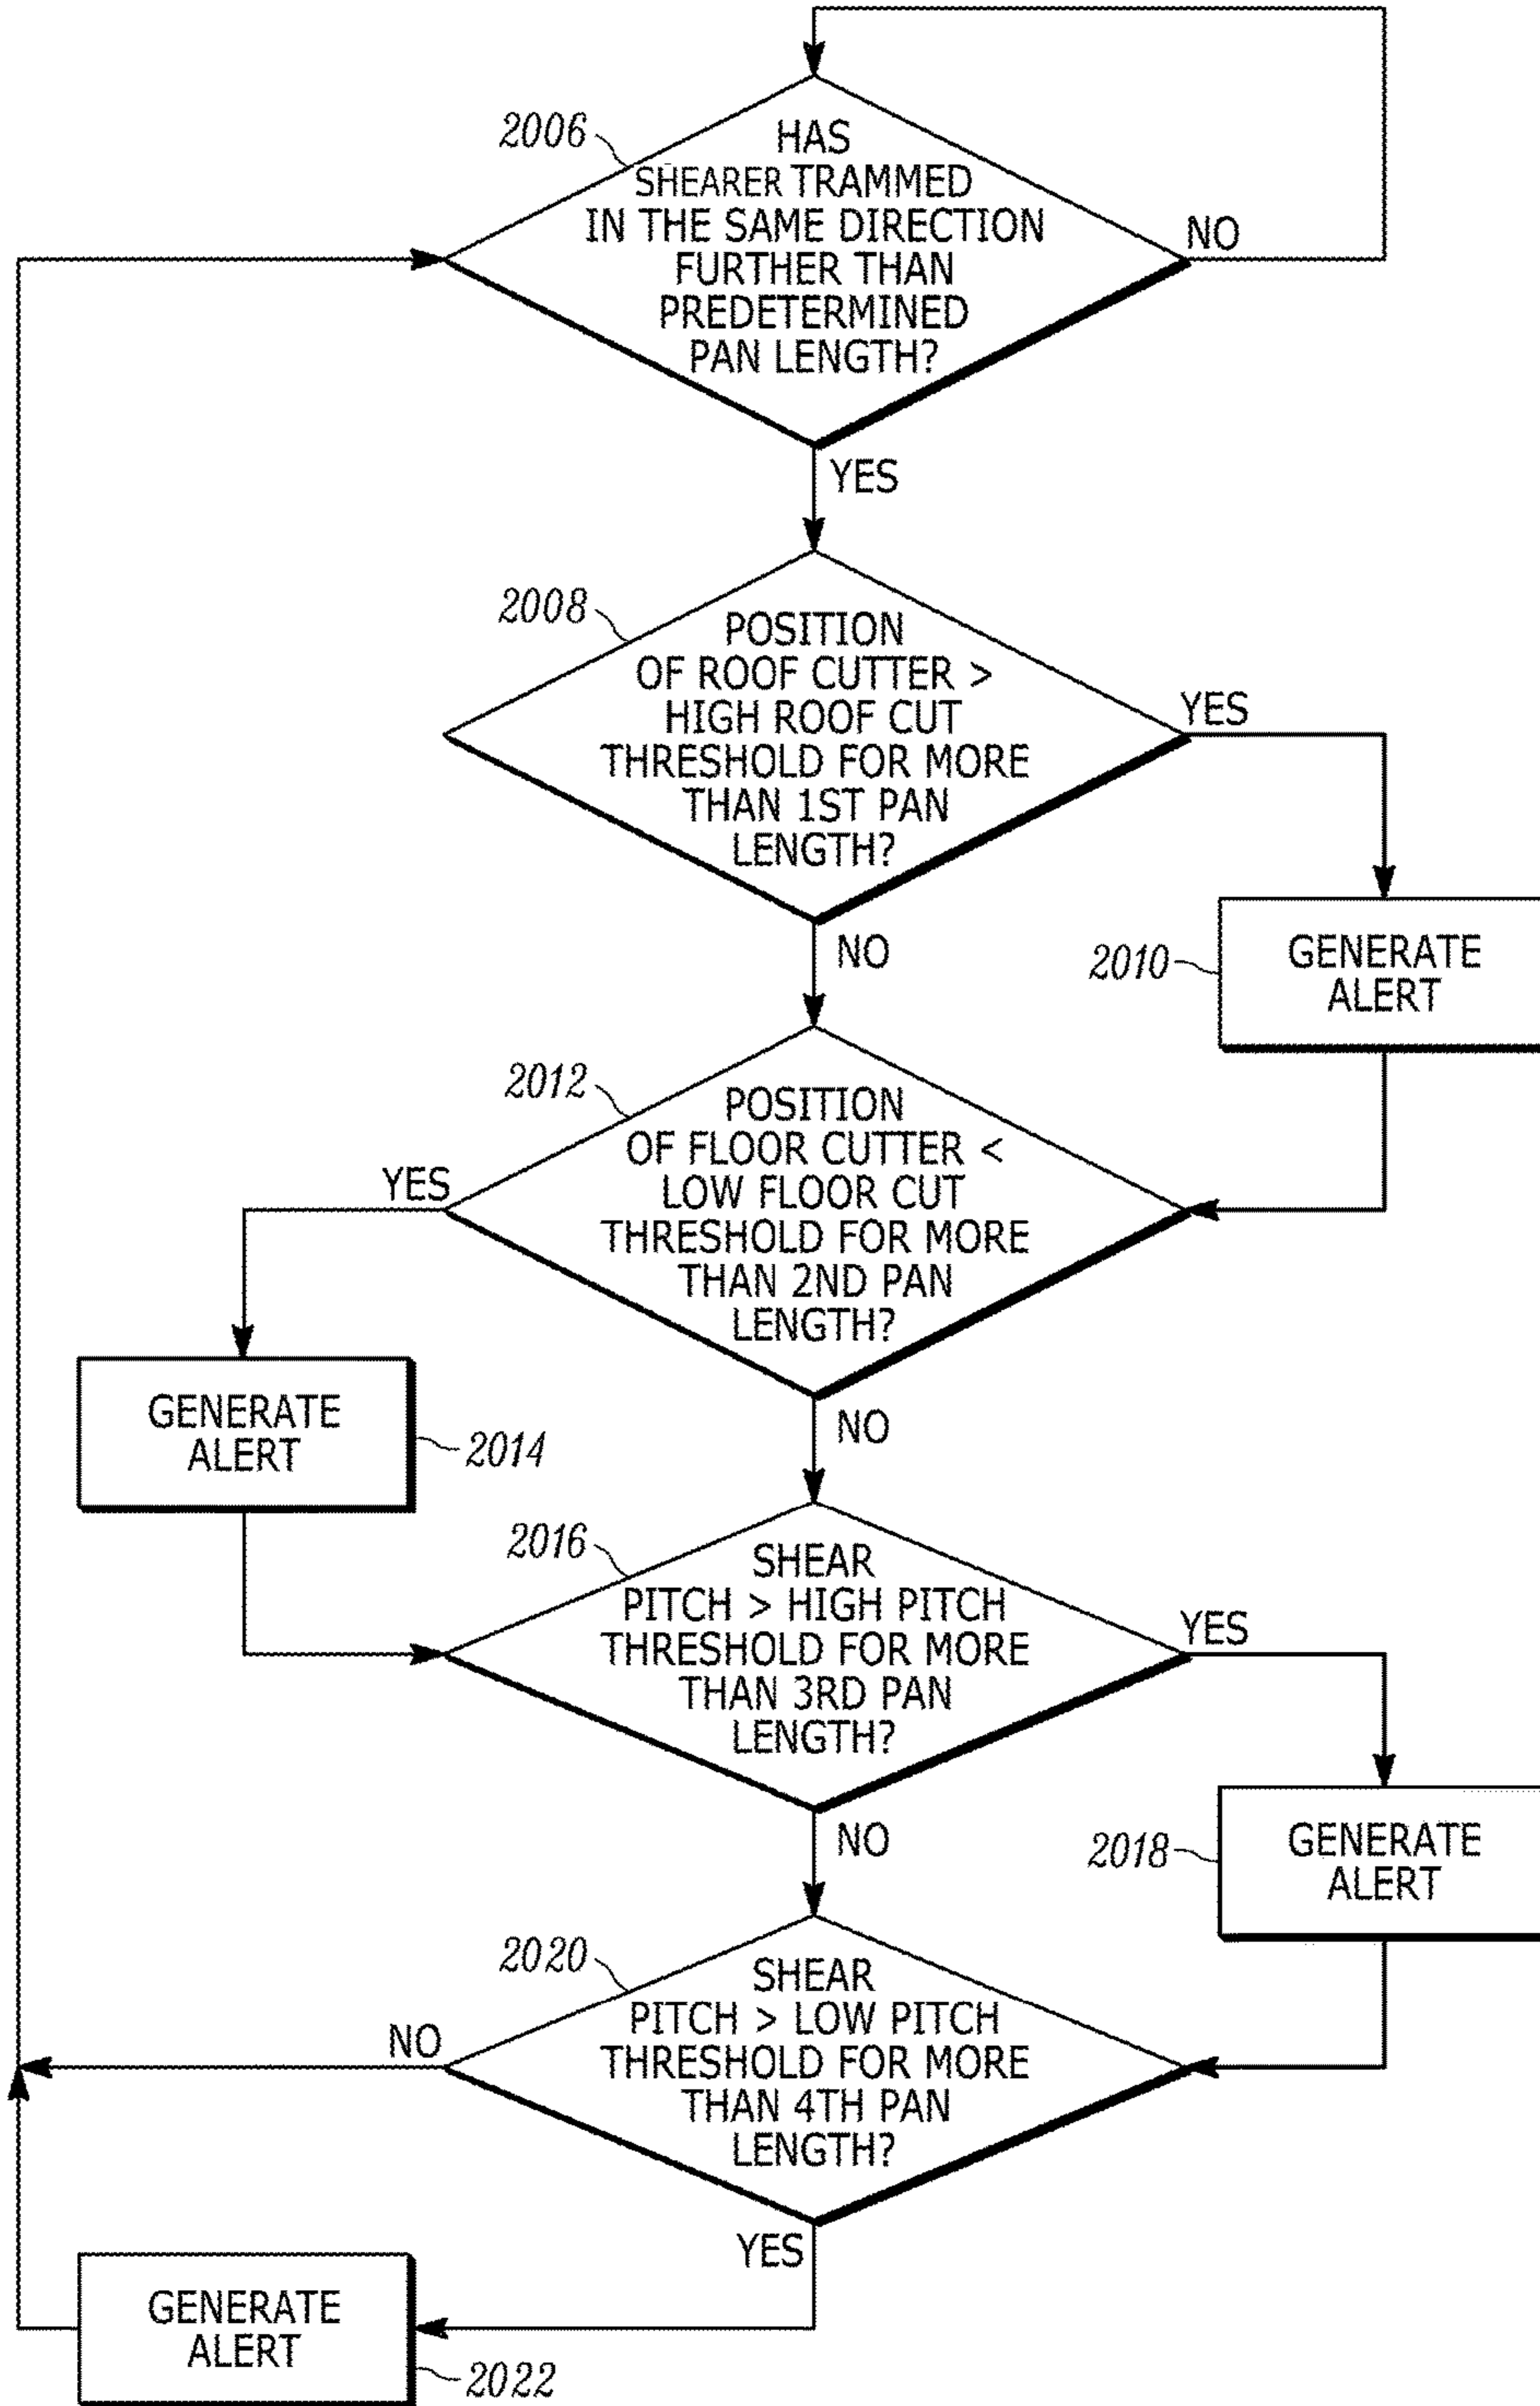 2006
HAS
SHEARER TRAMMED
IN THE SAME DIRECTION
FURTHER THAN
PREDETERMINED
PAN LENGTH?
NO
YES
2008
POSITION
OF ROOF CUTTER >
HIGH ROOF CUT
THRESHOLD FOR MORE
THAN 1ST PAN
LENGTH?
YES
NO
2010
GENERATE
ALERT
2012
POSITION
OF FLOOR CUTTER <
LOW FLOOR CUT
THRESHOLD FOR MORE
THAN 2ND PAN
LENGTH?
YES
NO
GENERATE
ALERT
2014
2016
SHEAR
PITCH > HIGH PITCH
THRESHOLD FOR MORE
THAN 3RD PAN
LENGTH?
YES
NO
2018
GENERATE
ALERT
2020
SHEAR
PITCH > LOW PITCH
THRESHOLD FOR MORE
THAN 4TH PAN
LENGTH?
NO
YES
GENERATE
ALERT
2022